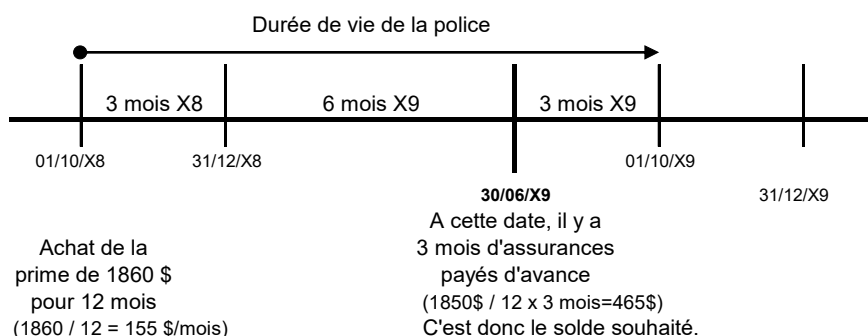 Durée de vie de la police
3 mois X8
6 mois X9
3 mois X9
01/10/X8
31/12/X8
01/10/X9
30/06/X9
31/12/X9
Achat de la
prime de 1860 $
pour 12 mois
(1860 / 12 = 155 $/mois)
A cette date, il y a
3 mois d'assurances
payés d'avance
(1850$ / 12 x 3 mois=465$)
C'est donc le solde souhaité.